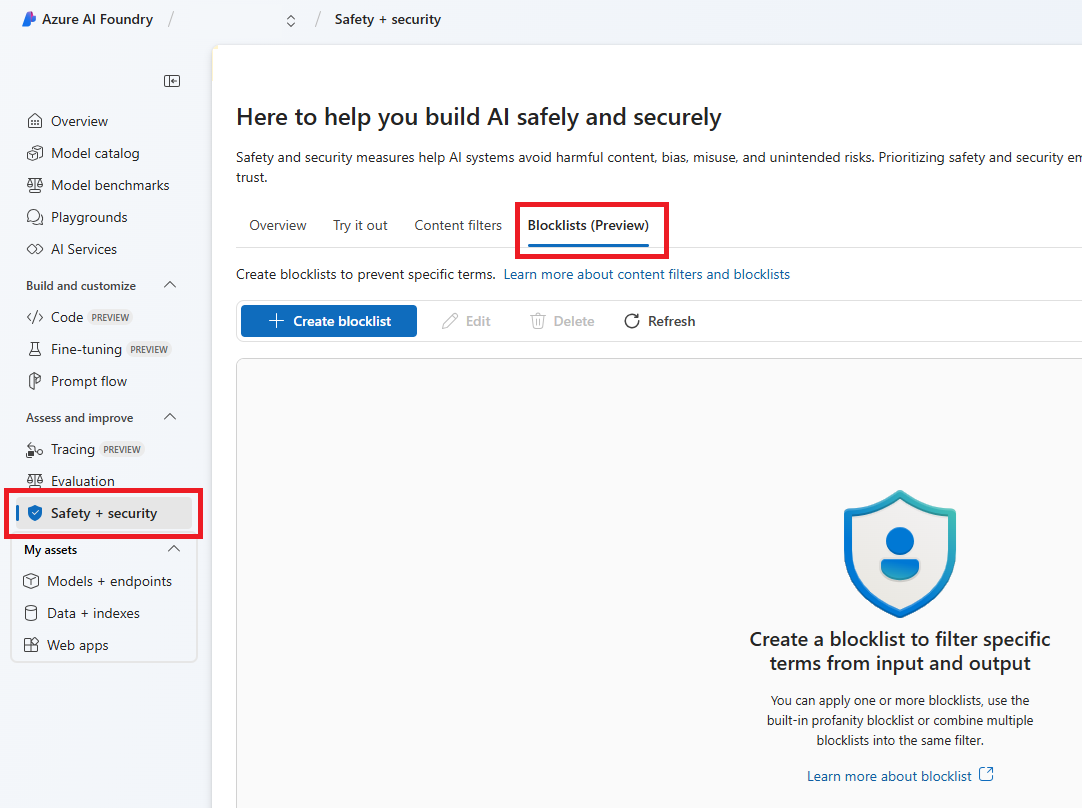 Azure AI Foundry / / Safety + security
Overview
Model catalog
Model benchmarks
Playgrounds
AI Services
Build and customize
Code PREVIEW
Fine-tuning PREVIEW
Prompt flow
Assess and improve
Tracing PREVIEW
Evaluation
Safety + security
My assets
Models + endpoints
Data + indexes
Web apps
Here to help you build AI safely and securely
Safety and security measures help AI systems avoid harmful content, bias, misuse, and unintended risks. Prioritizing safety and security
trust.
Overview Try it out Content filters Blocklists (Preview)
Create blocklists to prevent specific terms. Learn more about content filters and blocklists
Create blocklist Edit Delete Refresh
Create a blocklist to filter specific
terms from input and output
You can apply one or more blocklists, use the
built-in profanity blocklist or combine multiple
blocklists into the same filter.
Learn more about blocklist